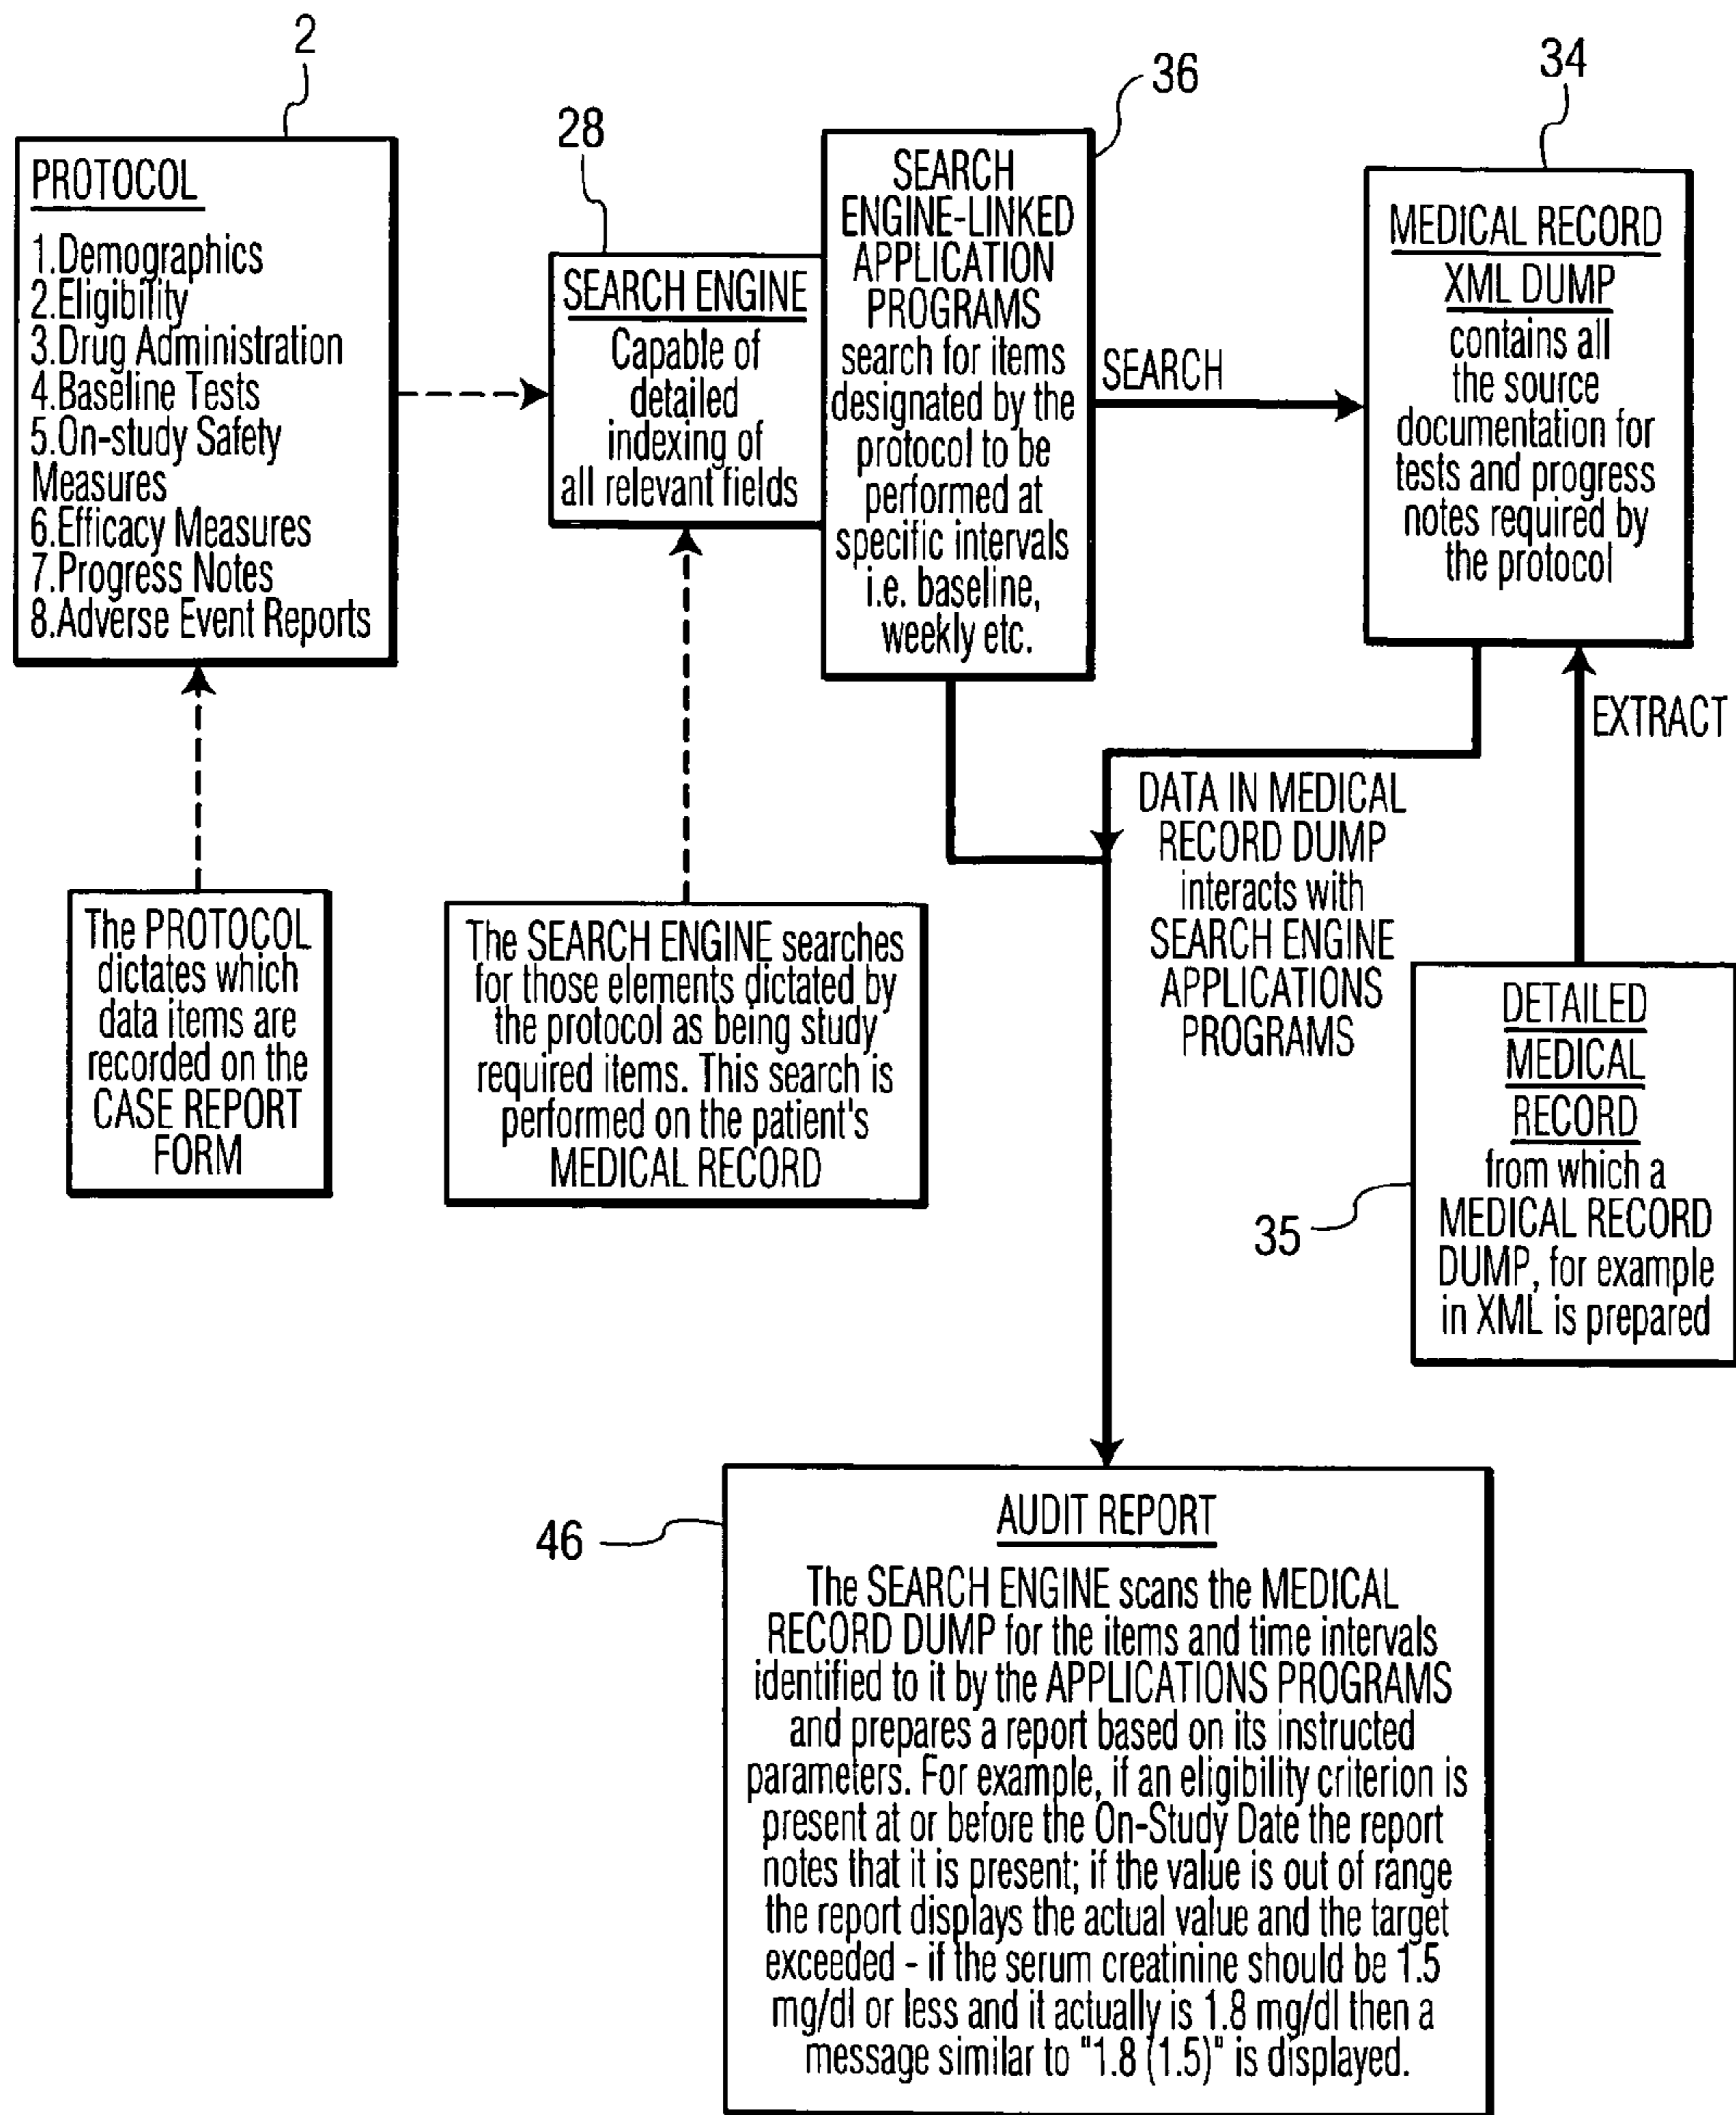 2
PROTOCOL
1.Demographics
2.Eligibility
3.Drug Administration
4.Baseline Tests
5.On-study Safety
Measures
6.Efficacy Measures
7.Progress Notes
8.Adverse Event Reports
The PROTOCOL
dictates which
data items are
recorded on the
CASE REPORT
FORM
28
SEARCH ENGINE
Capable of
detailed
indexing of
all relevant fields
The SEARCH ENGINE searches
for those elements dictated by
the protocol as being study
required items. This search is
performed on the patient's
MEDICAL RECORD
36
SEARCH
ENGINE-LINKED
APPLICATION
PROGRAMS
search for items
designated by the
protocol to be
performed at
specific intervals
i.e. baseline,
weekly etc.
SEARCH
34
MEDICAL RECORD
XML DUMP
contains all
the source
documentation for
tests and progress
notes required by
the protocol
EXTRACT
DATA IN MEDICAL
RECORD DUMP
interacts with
SEARCH ENGINE
APPLICATIONS
PROGRAMS
35
DETAILED
MEDICAL
RECORD
from which a
MEDICAL RECORD
DUMP, for example
in XML is prepared
46
AUDIT REPORT
The SEARCH ENGINE scans the MEDICAL
RECORD DUMP for the items and time intervals
identified to it by the APPLICATIONS PROGRAMS
and prepares a report based on its instructed
parameters. For example, if an eligibility criterion is
present at or before the On-Study Date the report
notes that it is present; if the value is out of range
the report displays the actual value and the target
exceeded - if the serum creatinine should be 1.5
mg/dl or less and it actually is 1.8 mg/dl then a
message similar to "1.8 (1.5)" is displayed.